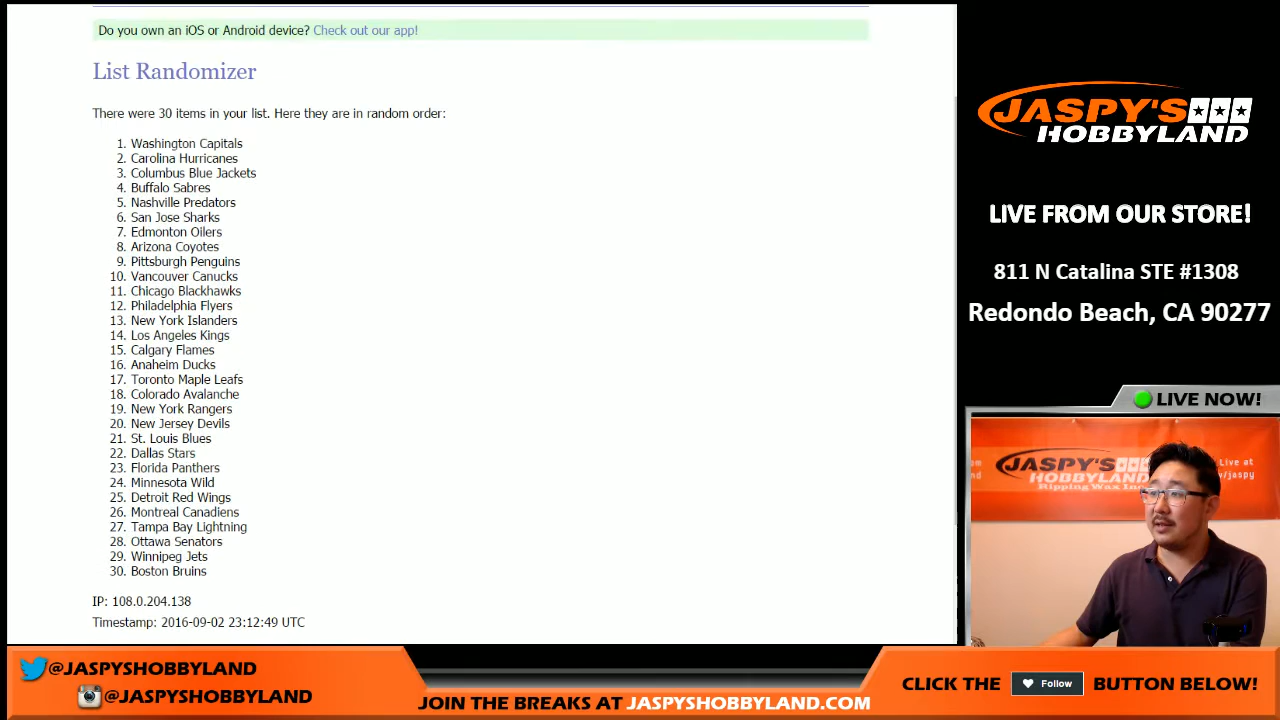 Do you own an iOS or Android device? Check out our app!
List Randomizer
There were 30 items in your list. Here they are in random order:
1. Washington Capitals
2. Carolina Hurricanes
3. Columbus Blue Jackets
4. Buffalo Sabres
5. Nashville Predators
6. San Jose Sharks
7. Edmonton Oilers
8. Arizona Coyotes
9. Pittsburgh Penguins
10. Vancouver Canucks
11. Chicago Blackhawks
12. Philadelphia Flyers
13. New York Islanders
14. Los Angeles Kings
15. Calgary Flames
16. Anaheim Ducks
17. Toronto Maple Leafs
18. Colorado Avalanche
19. New York Rangers
20. New Jersey Devils
21. St. Louis Blues
22. Dallas Stars
23. Florida Panthers
24. Minnesota Wild
25. Detroit Red Wings
26. Montreal Canadiens
27. Tampa Bay Lightning
28. Ottawa Senators
29. Winnipeg Jets
30. Boston Bruins
IP: 108.0.204.138
Timestamp: 2016-09-02 23:12:49 UTC
JASPY'S
HOBBYLAND
LIVE FROM OUR STORE!
811 N Catalina STE #1308
Redondo Beach, CA 90277
LIVE NOW!
JASPY'S
HOBBYLAND
Ripping Wax Inc
Live at
/jaspy
@JASPYSHOBBYLAND
@JASPYSHOBBYLAND
JOIN THE BREAKS AT JASPYSHOBBYLAND.COM
CLICK THE Follow BUTTON BELOW!